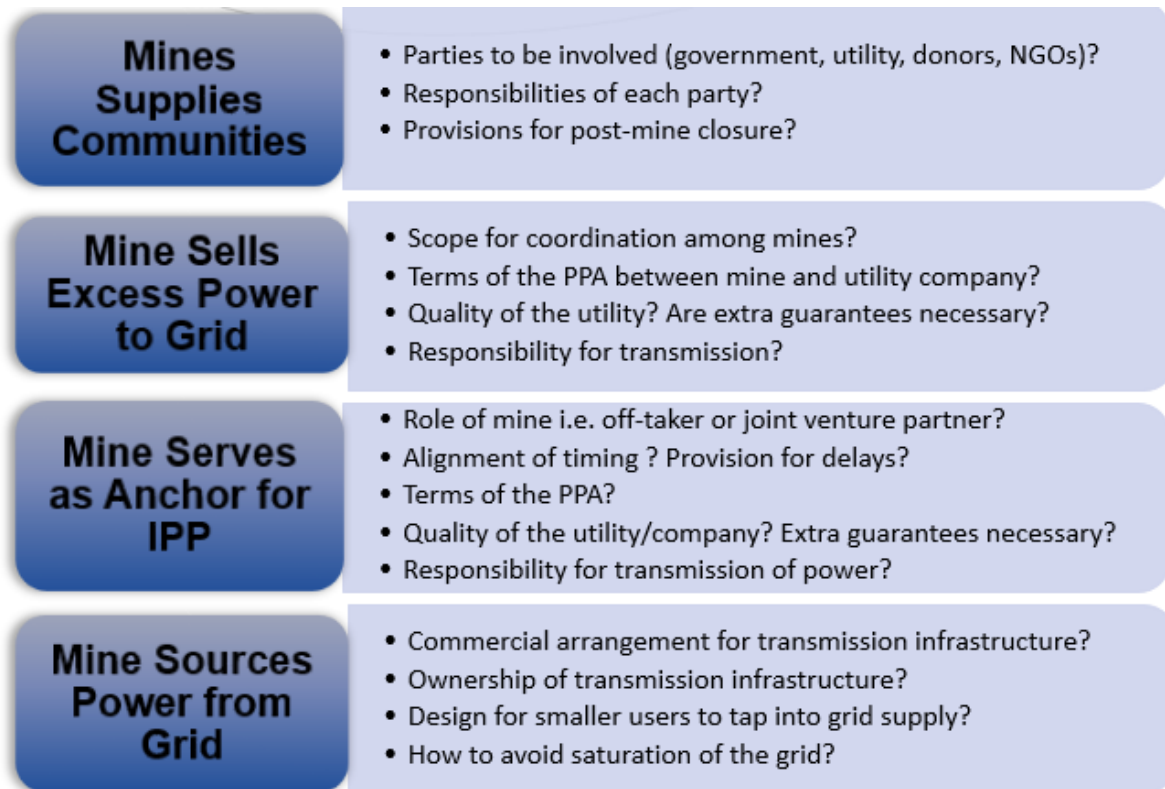 Mines
Supplies
Communities
• Parties to be involved (government, utility, donors, NGOs)?
• Responsibilities of each party?
• Provisions for post-mine closure?
Mine Sells
Excess Power
to Grid
• Scope for coordination among mines?
• Terms of the PPA between mine and utility company?
• Quality of the utility? Are extra guarantees necessary?
• Responsibility for transmission?
Mine Serves
as Anchor for
IPP
• Role of mine i.e. off-taker or joint venture partner?
• Alignment of timing ? Provision for delays?
• Terms of the PPA?
• Quality of the utility/company? Extra guarantees necessary?
• Responsibility for transmission of power?
Mine Sources
Power from
Grid
• Commercial arrangement for transmission infrastructure?
• Ownership of transmission infrastructure?
• Design for smaller users to tap into grid supply?
• How to avoid saturation of the grid?